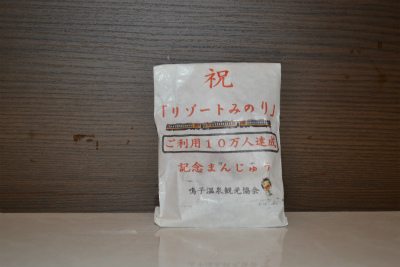 祝
「リゾートみのり」
ご利用10万人達成
記念まんじゅう
鳴子温泉観光協会